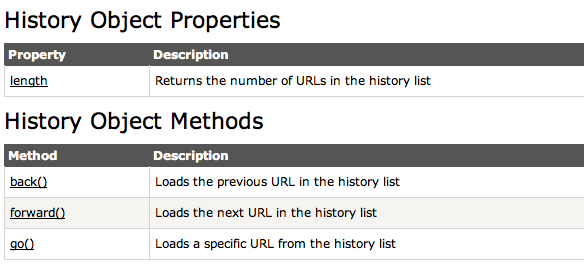 History Object Properties
Property Description
length Returns the number of URLs in the history list
History Object Methods
Method Description
back() Loads the previous URL in the history list
forward() Loads the next URL in the history list
go() Loads a specific URL from the history list